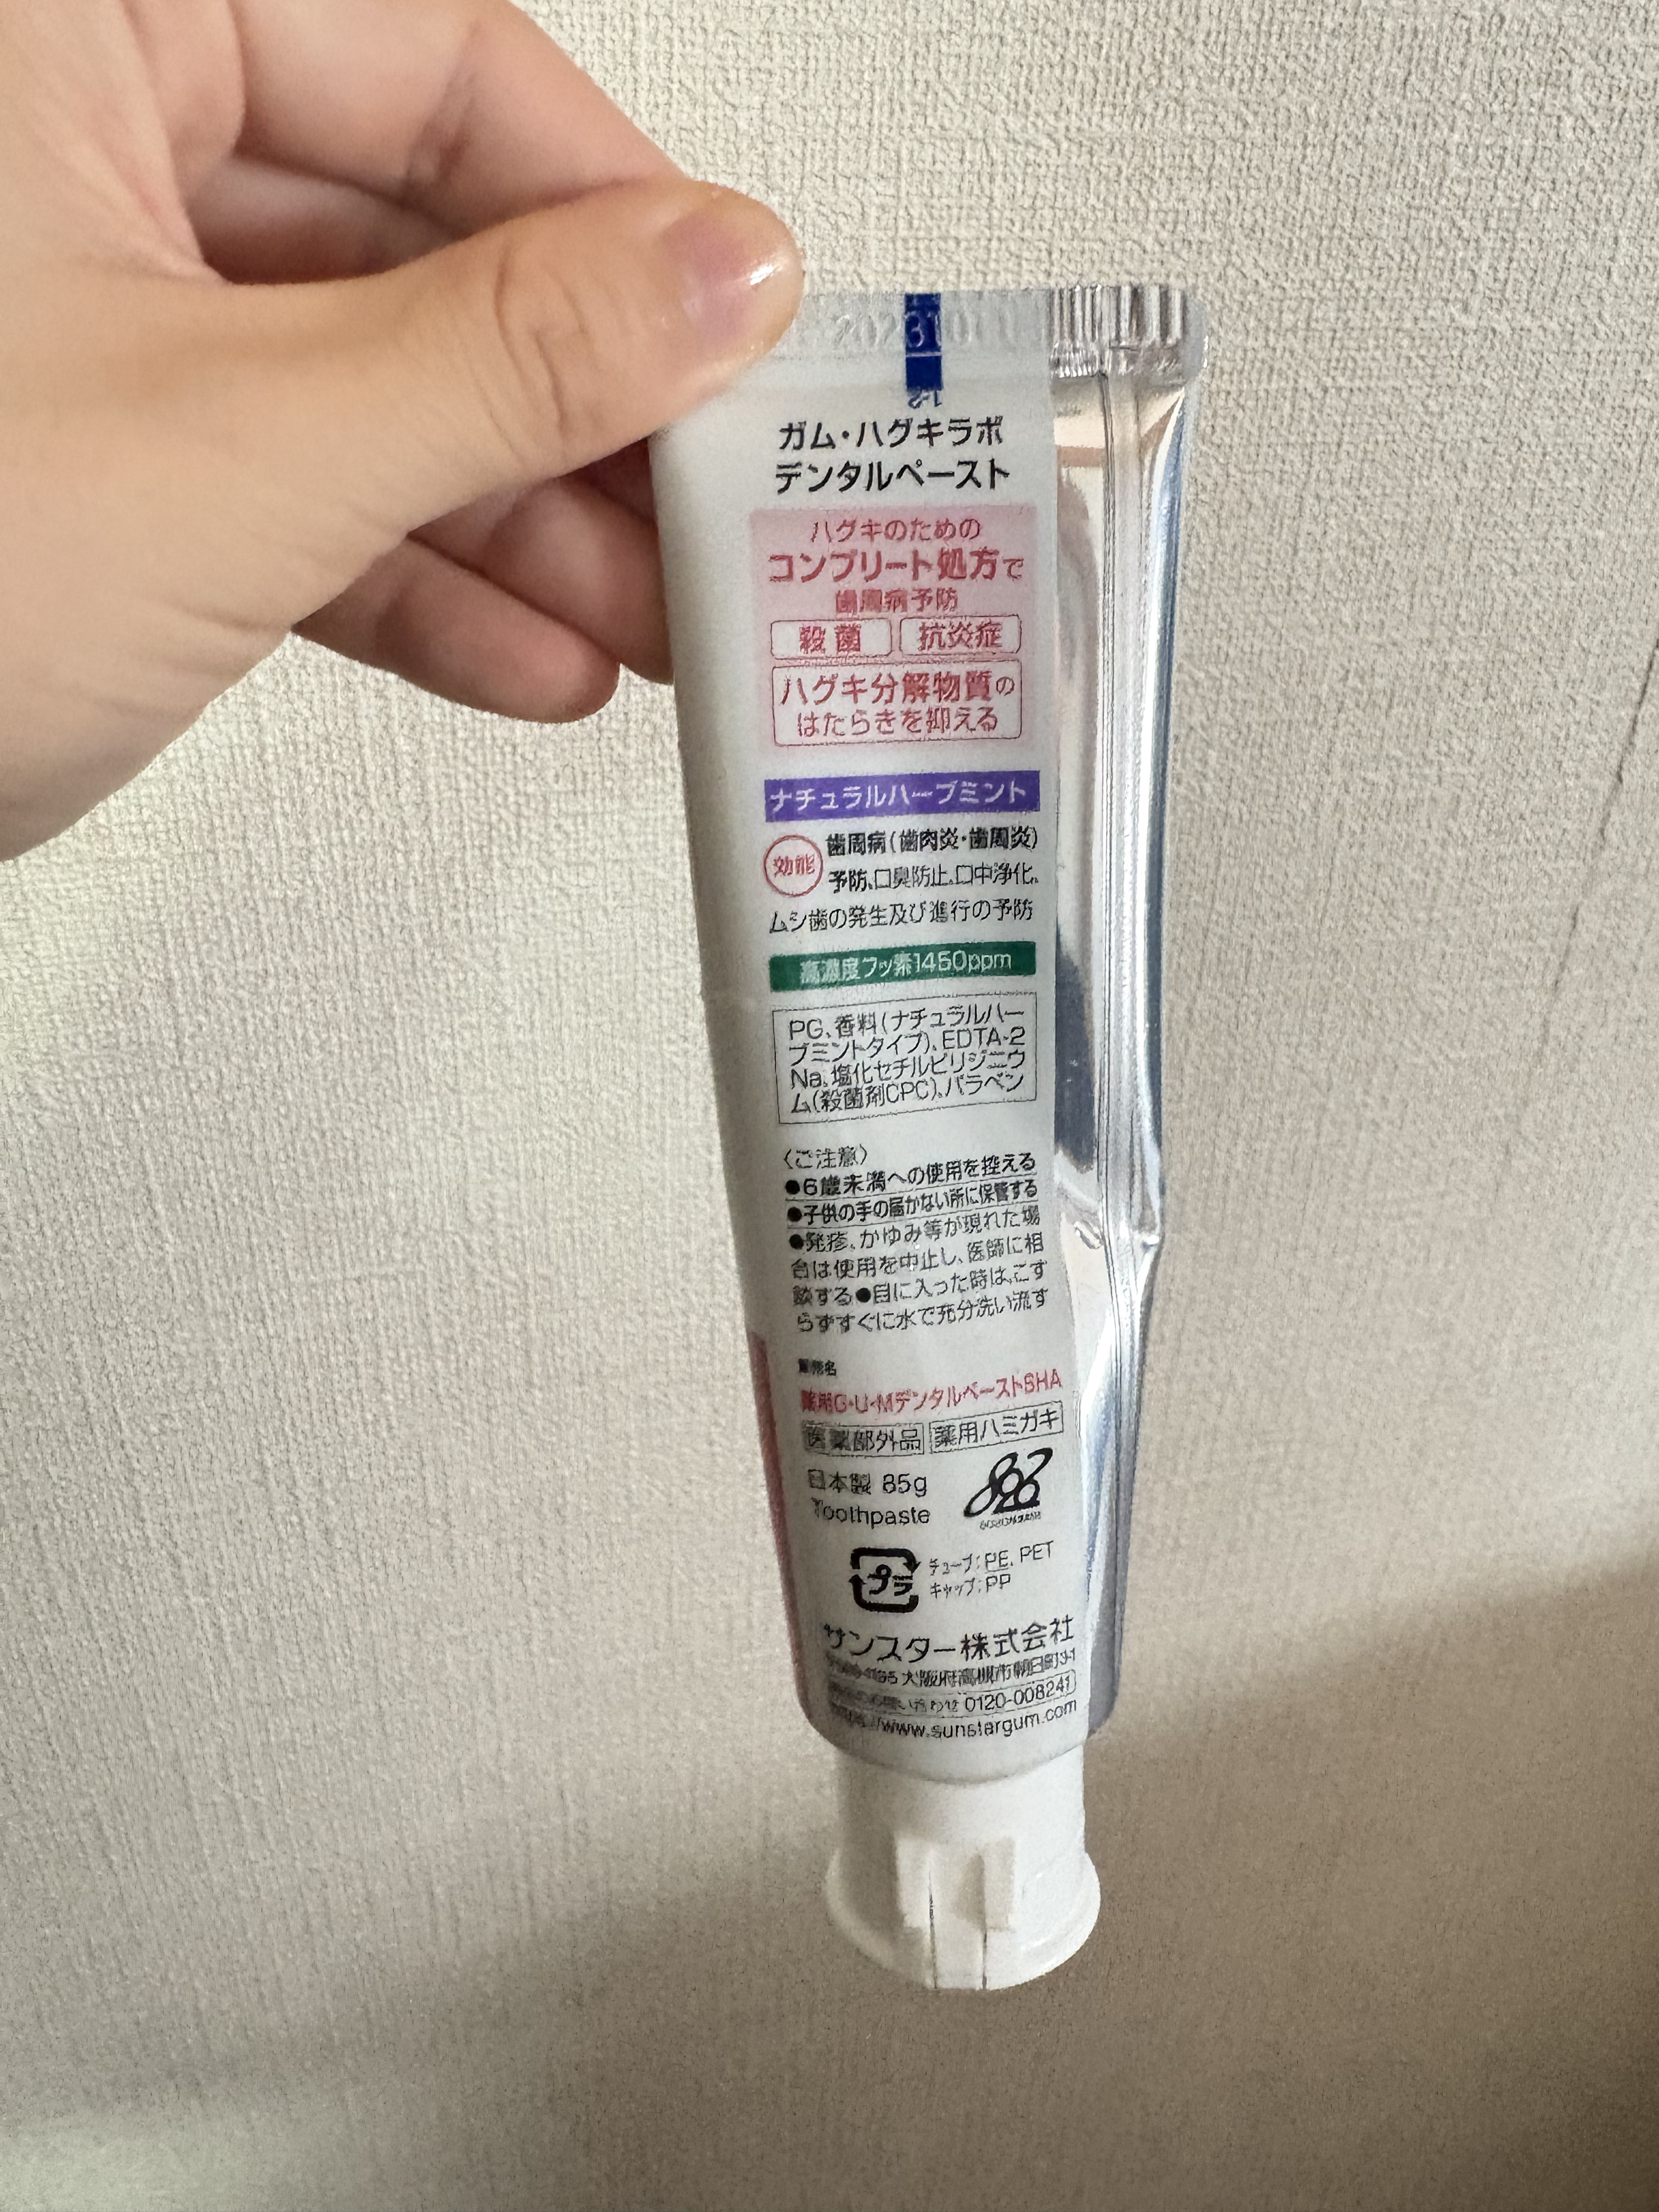 ガム・ハグキラボ
デンタルペースト
ハグキのための
コンプリート処方で
歯周病予防
殺菌 抗炎症
ハグキ分解物質の
はたらきを抑える
ナチュラルハーブミント
効能 歯周病(歯肉炎・歯周炎)
予防、口臭防止、口中浄化、
ムシ歯の発生及び進行の予防
高濃度フッ素1450ppm
PG、香料(ナチュラルハー
ブミントタイプ)、EDTA-2
Na、塩化セチルピリジニウ
ム(殺菌剤CPC)、パラベン
〈ご注意〉
●6歳未満への使用を控える
●子供の手の届かない所に保管する
●発疹、かゆみ等が現れた場
合は使用を中止し、医師に相
談する●目に入った時は、こす
らずすぐに水で充分洗い流す
販売名
薬用G・U・MデンタルペーストSHA
医薬部外品 薬用ハミガキ
日本製 85g
Toothpaste
プラ チューブ:PE, PET
キャップ:PP
サンスター株式会社
大阪府高槻市朝日町3-1
0120-008241
www.sunstargum.com